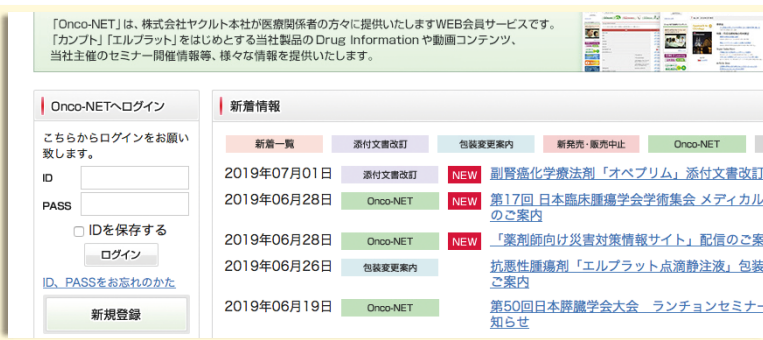 「Onco-NET」は、株式会社ヤクルト本社が医療関係者の方々に提供いたしますWEB会員サービスです。
「カンプト」「エルプラット」をはじめとする当社製品のDrug Informationや動画コンテンツ、
当社主催のセミナー開催情報等、様々な情報を提供いたします。
Onco-NETへログイン
こちらからログインをお願い
致します。
ID
PASS
IDを保存する
ログイン
ID、PASSをお忘れのかた
新規登録
新着情報
新着一覧 添付文書改訂 包装変更案内 新発売・販売中止 Onco-NET
2019年07月01日 添付文書改訂 NEW 副腎癌化学療法剤「オペプリム」添付文書改訂
2019年06月28日 Onco-NET NEW 第17回 日本臨床腫瘍学会学術集会 メディカル
のご案内
2019年06月28日 Onco-NET NEW 「薬剤師向け災害対策情報サイト」配信のご案
2019年06月26日 包装変更案内 抗悪性腫瘍剤「エルプラット点滴静注液」包装
ご案内
2019年06月19日 Onco-NET 第50回日本膵臓学会大会 ランチョンセミナー
知らせ